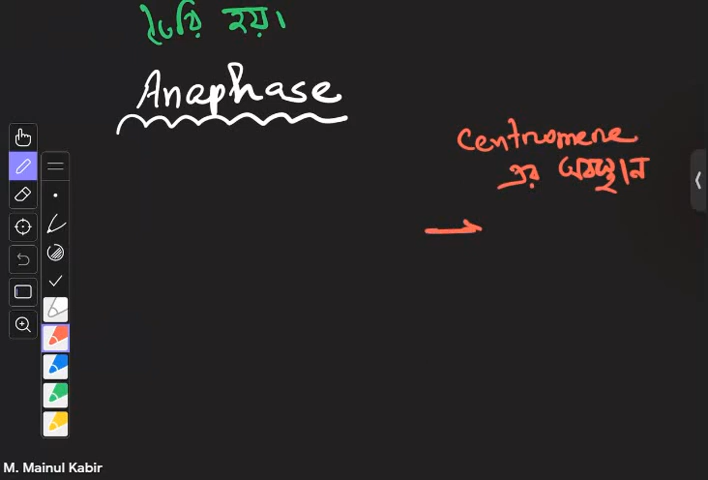 তৈরি হয়।
Anaphase
Centromere
এর অবস্থান
M. Mainul Kabir